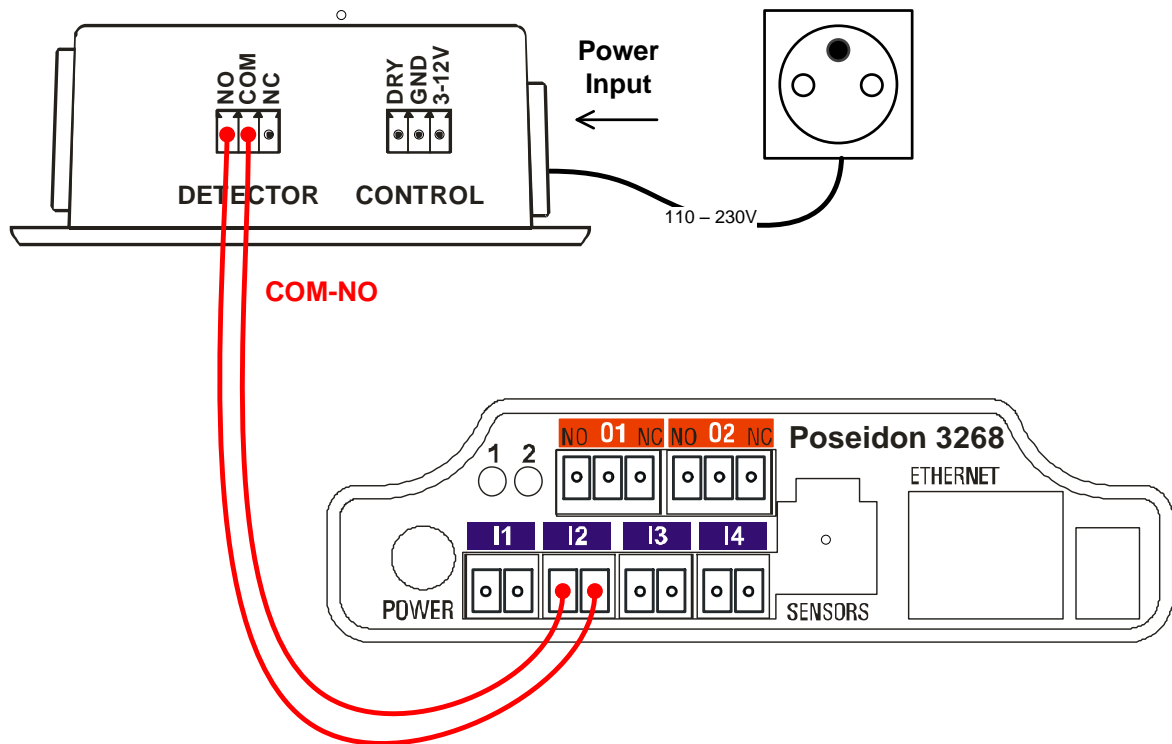 Power
Input
NO
COM
NC
DRY
GND
3-12V
DETECTOR
CONTROL
110 – 230V
COM-NO
NO O1 NC
NO O2 NC
Poseidon 3268
1 2
ETHERNET
I1
I2
I3
I4
POWER
SENSORS